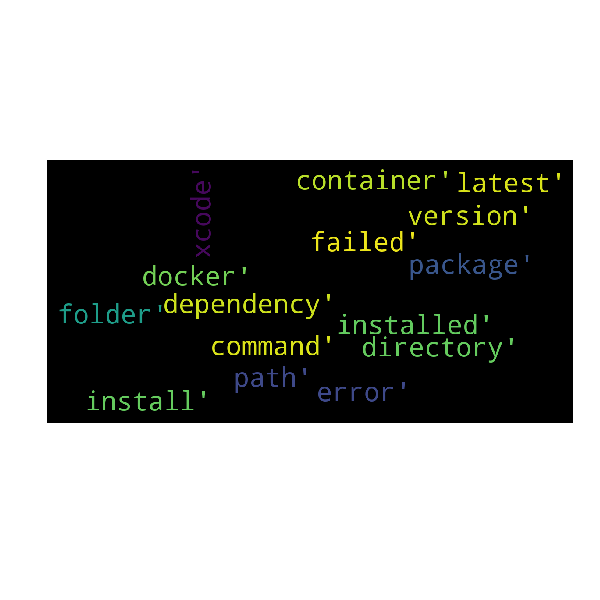 xcode'
container'
latest'
version'
failed'
package'
docker'
dependency'
folder'
installed'
command'
directory'
path'
error'
install'